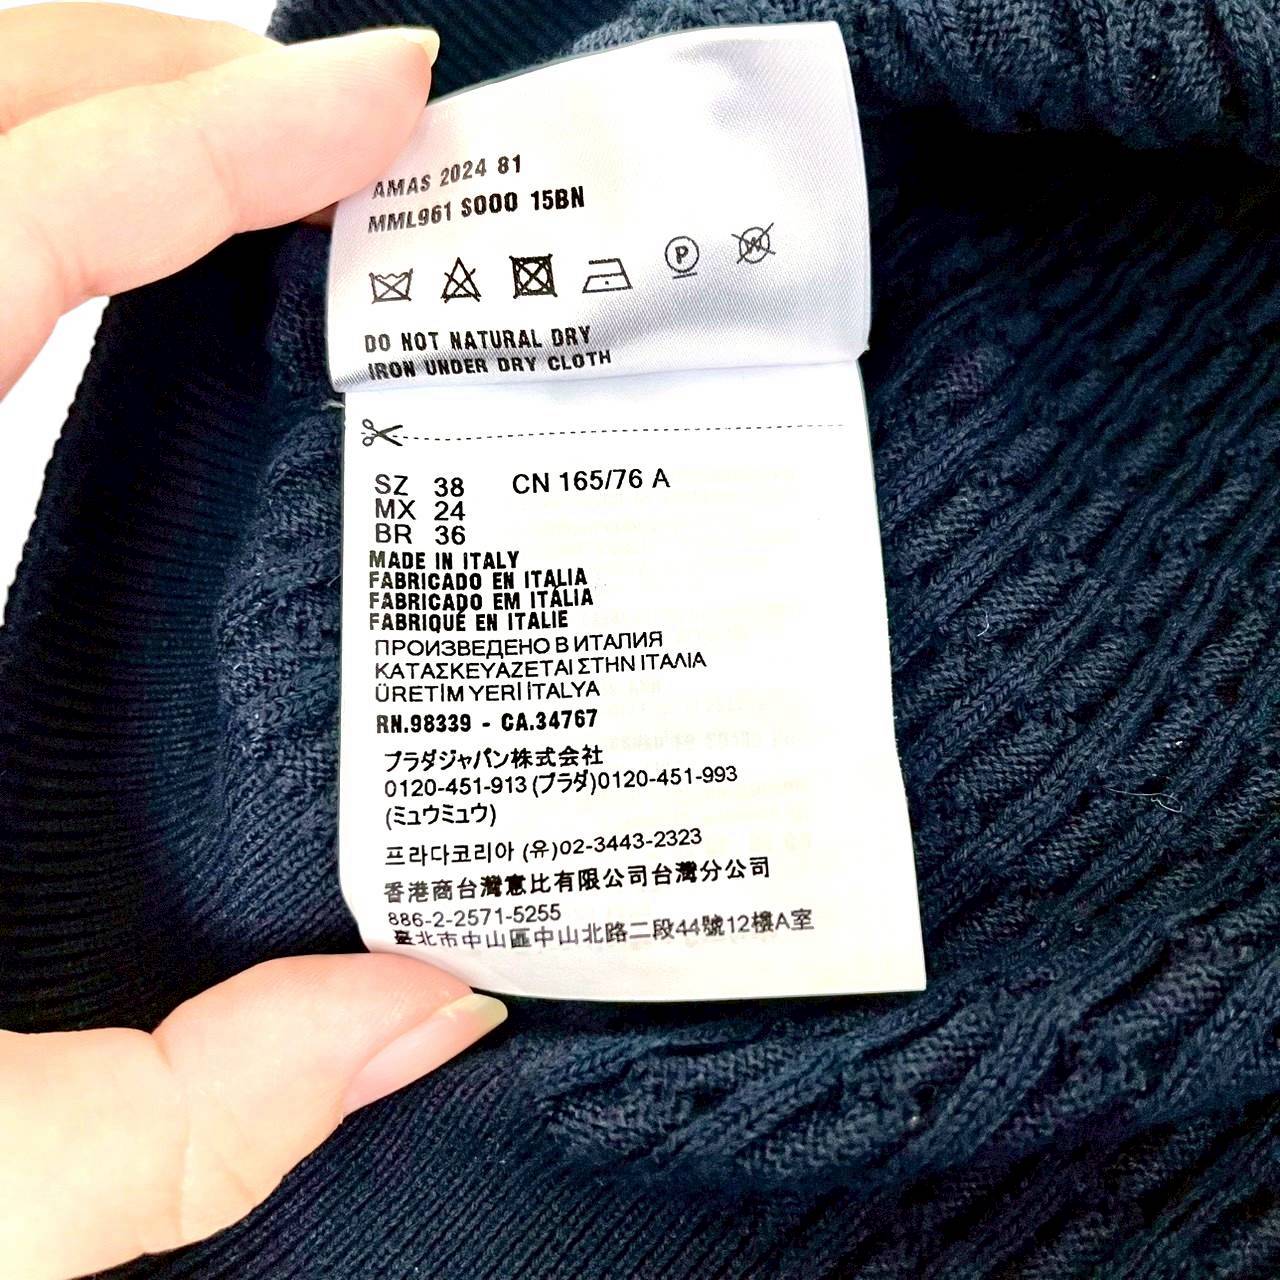 AMAS 2024 81
MML961 S000 15BN
P
W
DO NOT NATURAL DRY
IRON UNDER DRY CLOTH
SZ 38 CN 165/76 A
MX 24
BR 36
MADE IN ITALY
FABRICADO EN ITALIA
FABRICADO EM ITÁLIA
FABRIQUÉ EN ITALIE
ПРОИЗВЕДЕНО В ИТАЛИЯ
ΚΑΤΑΣΚΕΥΑΖΕΤΑΙ ΣΤΗΝ ΙΤΑΛΙΑ
ÜRETİM YERİ İTALYA
RN.98339 - CA.34767
プラダジャパン株式会社
0120-451-913 (プラダ)0120-451-993
(ミュウミュウ)
프라다코리아 (유)02-3443-2323
香港商台灣意比有限公司台灣分公司
886-2-2571-5255
臺北市中山區中山北路二段44號12樓A室